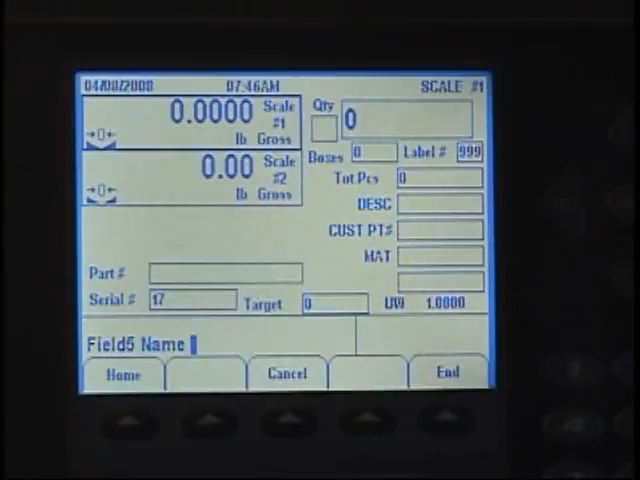 04/08/2008 07:46AM SCALE #1
0.0000 Scale #1
lb Gross
Qty 0
0.00 Scale #2
lb Gross
Boxes 0 Label # 999
Tot Pcs 0
DESC
CUST PT#
MAT
Part #
Serial # 17 Target 0 UW 1.0000
Field5 Name
Home Cancel End